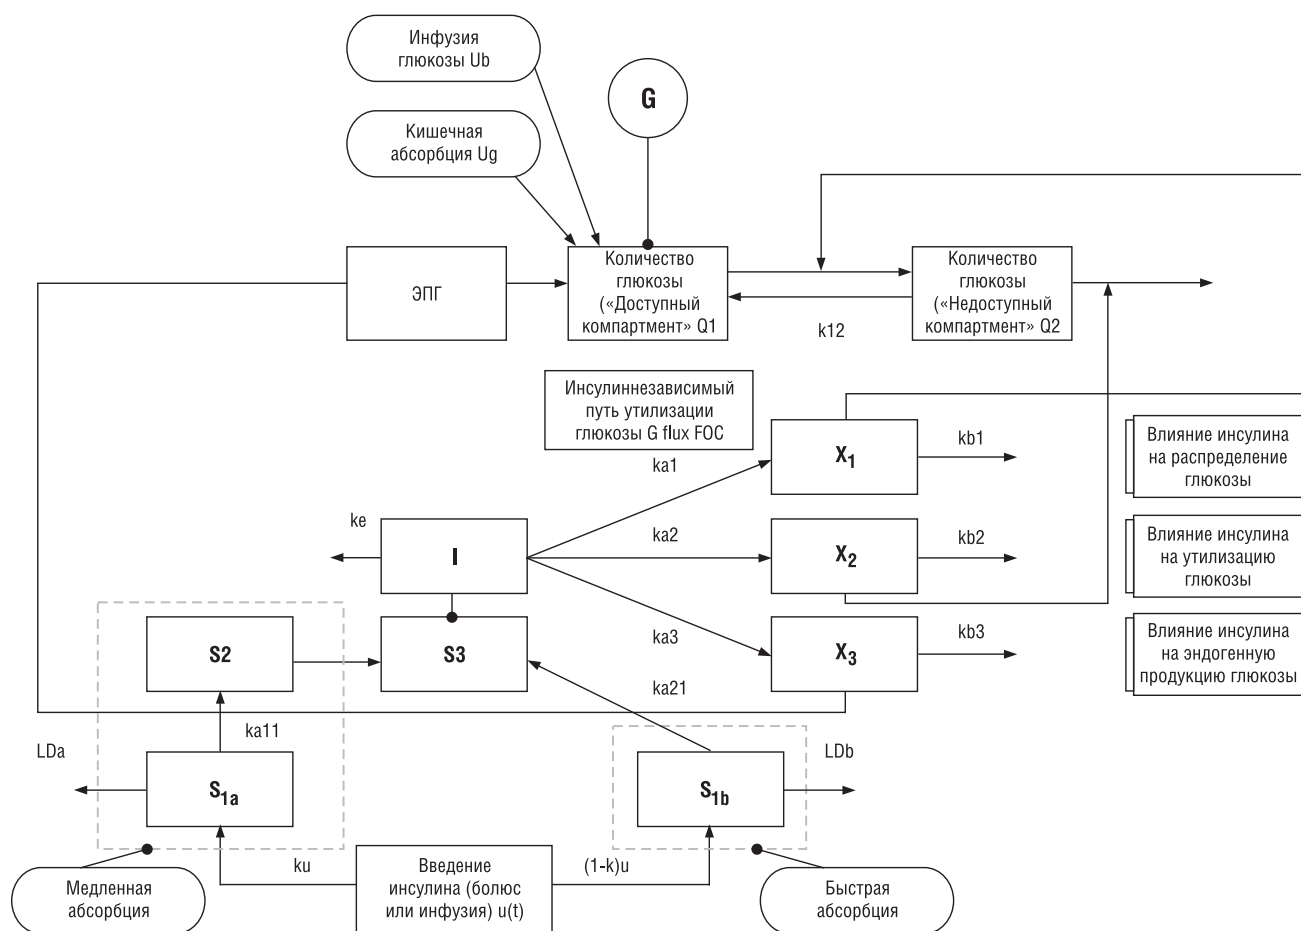 Инфузия
глюкозы Ub
G
Кишечная
абсорбция Ug
ЭПГ
Количество
глюкозы
(«Доступный
компартмент» Q1
k12
Количество
глюкозы
(«Недоступный
компартмент» Q2
Инсулиннезависимый
путь утилизации
глюкозы G flux FOC
ka1
X1
kb1
Влияние инсулина
на распределение
глюкозы
ke
I
ka2
X2
kb2
Влияние инсулина
на утилизацию
глюкозы
S2
S3
ka3
X3
kb3
Влияние инсулина
на эндогенную
продукцию глюкозы
ka21
ka11
LDa
S1a
S1b
LDb
ku
Введение
инсулина (болюс
или инфузия) u(t)
(1-k)u
Медленная
абсорбция
Быстрая
абсорбция